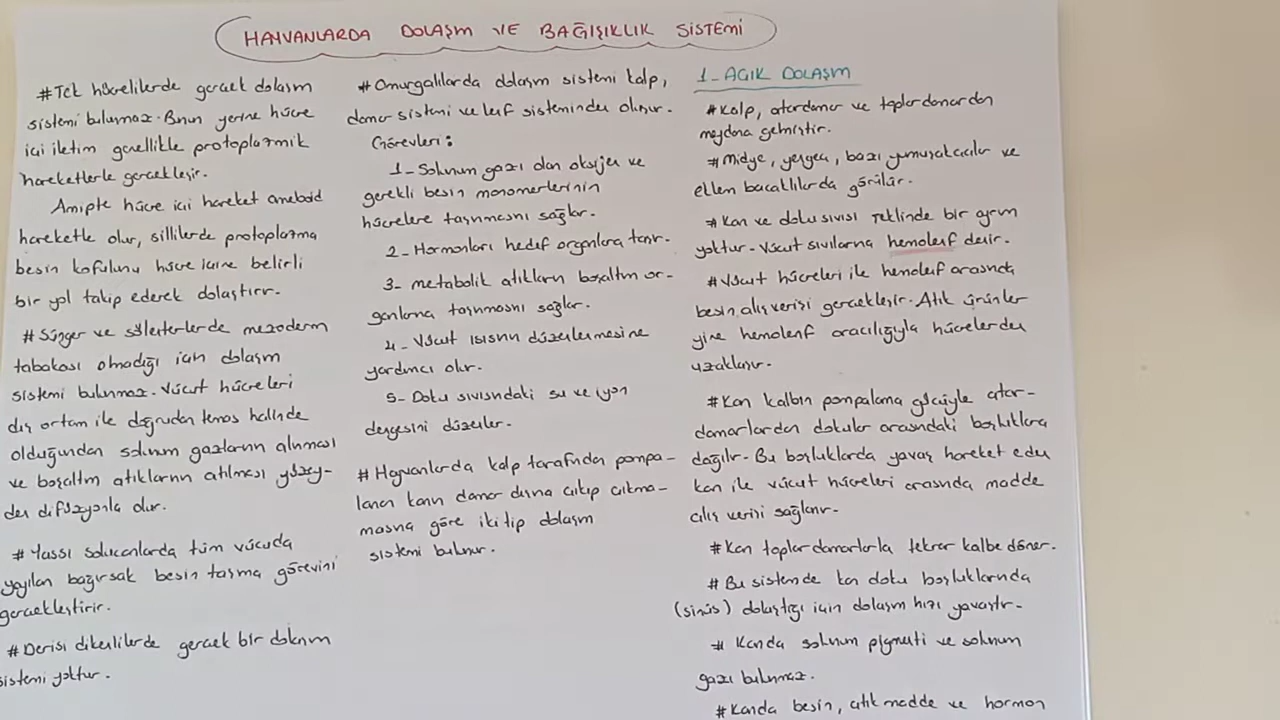 HAYVANLARDA DOLAŞIM VE BAĞIŞIKLIK SİSTEMİ
#Tek hücrelilerde gerçek dolaşım
sistemi bulunmaz. Bunun yerine hücre
içi iletim genellikle protoplazmik
hareketlerle gerçekleşir.
Amipte hücre içi hareket ameboid
hareketle olur, sillilerde protoplazma
besin kofulunu hücre içine belirli
bir yol takip ederek dolaştırır.
#Sünger ve sölenterlerde mezoderm
tabakası olmadığı için dolaşım
sistemi bulunmaz. Vücut hücreleri
dış ortam ile doğrudan temas halinde
olduğundan solunum gazlarının alınması
ve boşaltım atıklarının atılması yüzey-
den difüzyonla olur.
#Yassı solucanlarda tüm vücuda
yayılan bağırsak besin taşıma görevini
gerçekleştirir.
#Derisi dikenlilerde gerçek bir dolaşım
sistemi yoktur.
#Omurgalılarda dolaşım sistemi kalp,
damar sistemi ve lenf sisteminden oluşur.
Görevleri:
1- Solunum gazı olan oksijen ve
gerekli besin monomerlerinin
hücrelere taşınmasını sağlar.
2- Hormonları hedef organlara taşır.
3- metabolik atıkların boşaltım or-
ganlarına taşınmasını sağlar.
4- Vücut ısısının düzenlenmesine
yardımcı olur.
5- Doku sıvısındaki su ve iyon
dengesini düzenler.
#Hayvanlarda kalp tarafından pompa-
lanan kanın damar dışına çıkıp çıkma-
masına göre iki tip dolaşım
sistemi bulunur.
1- AÇIK DOLAŞIM
#Kalp, atardamar ve toplardamardan
meydana gelmiştir.
#Midye, yengeç, bazı yumuşakçalar ve
eklem bacaklılarda görülür.
#Kan ve doku sıvısı şeklinde bir ayrım
yoktur. Vücut sıvılarına hemolenf denir.
#Vücut hücreleri ile hemolenf arasında
besin alış verişi gerçekleşir. Atık ürünler
yine hemolenf aracılığıyla hücrelerden
uzaklaşır.
#Kan kalbin pompalama gücüyle atar-
damarlardan dokular arasındaki boşluklara
dağılır. Bu boşluklarda yavaş hareket eden
kan ile vücut hücreleri arasında madde
alış verişi sağlanır.
#Kan toplardamarlarla tekrar kalbe döner.
#Bu sistemde kan doku boşluklarında
(sinüs) dolaştığı için dolaşım hızı yavaştır.
# Kanda solunum pigmenti ve solunum
gazı bulunmaz.
#Kanda besin, atık madde ve hormon